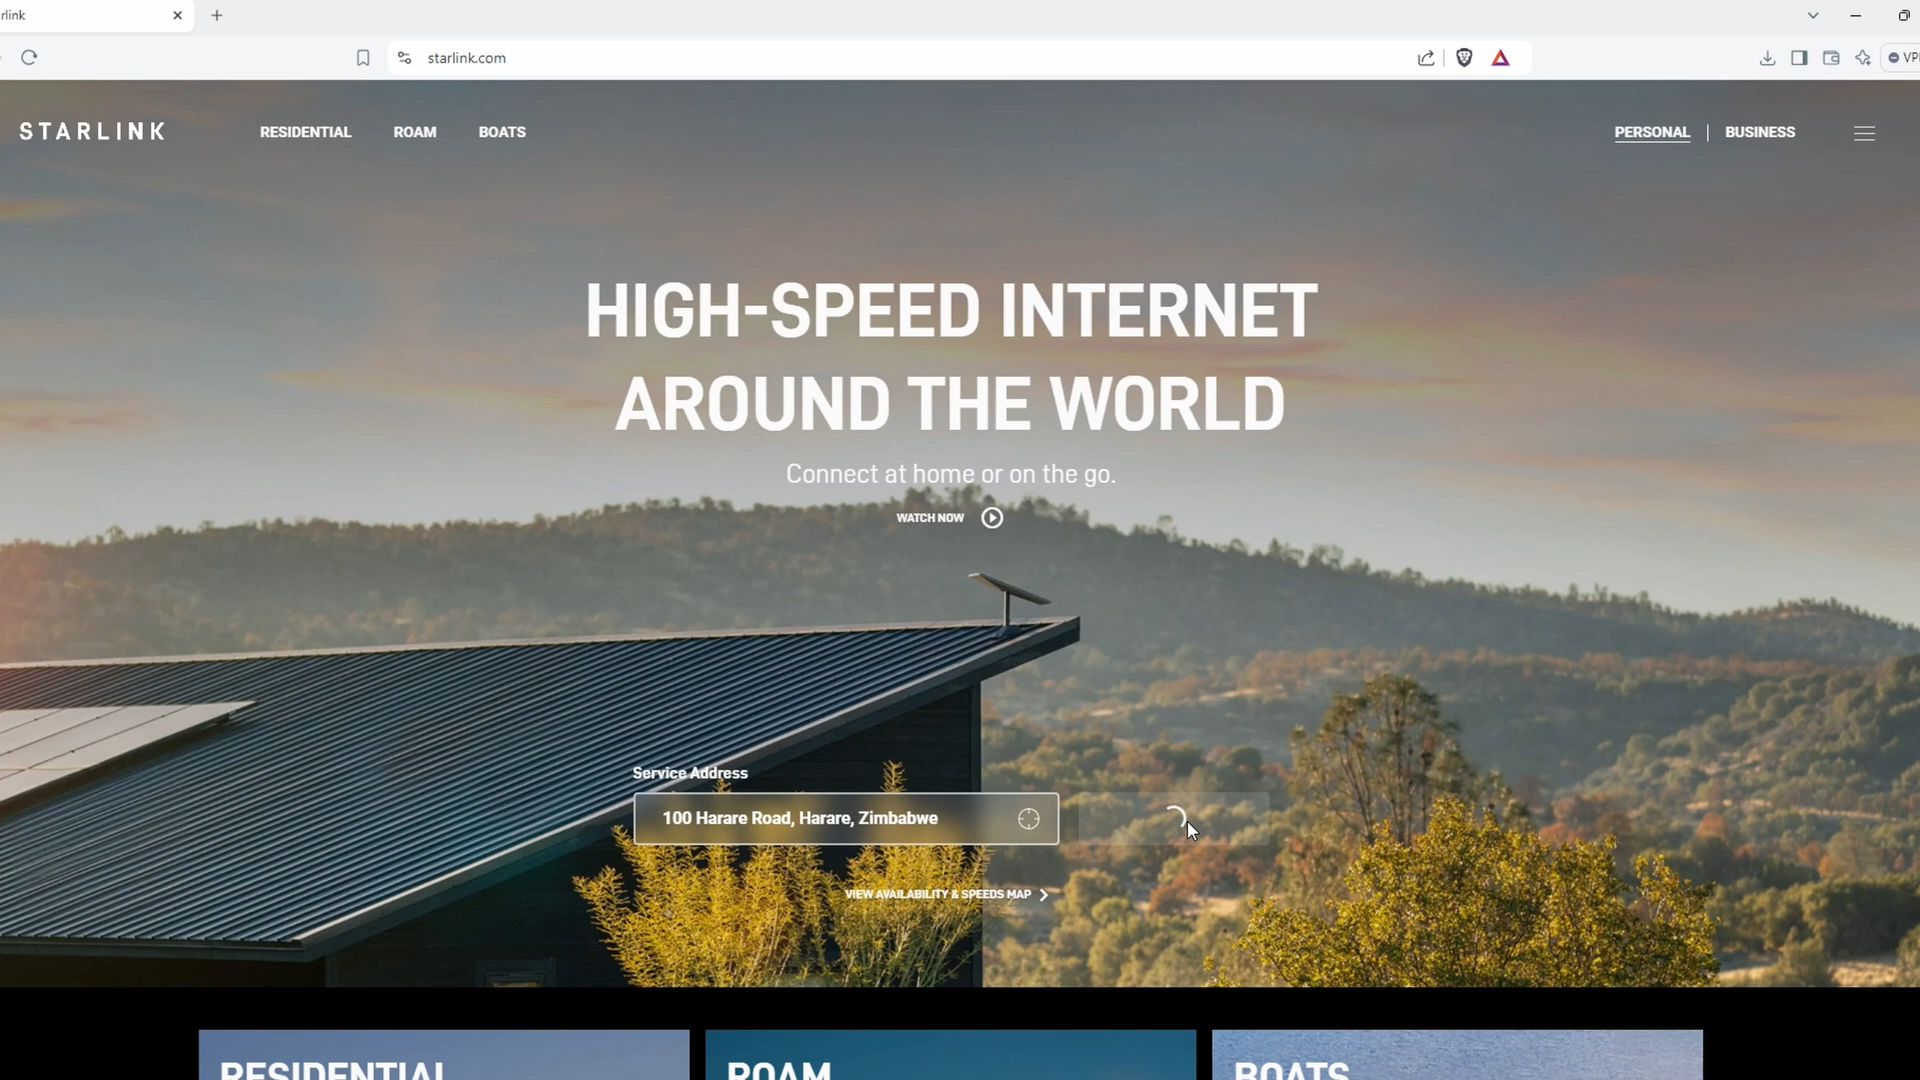 rlink
starlink.com
VP
STARLINK
RESIDENTIAL
ROAM
BOATS
PERSONAL
BUSINESS
HIGH-SPEED INTERNET
AROUND THE WORLD
Connect at home or on the go.
WATCH NOW
Service Address
100 Harare Road, Harare, Zimbabwe
VIEW AVAILABILITY & SPEEDS MAP
RESIDENTIAL
ROAM
BOATS